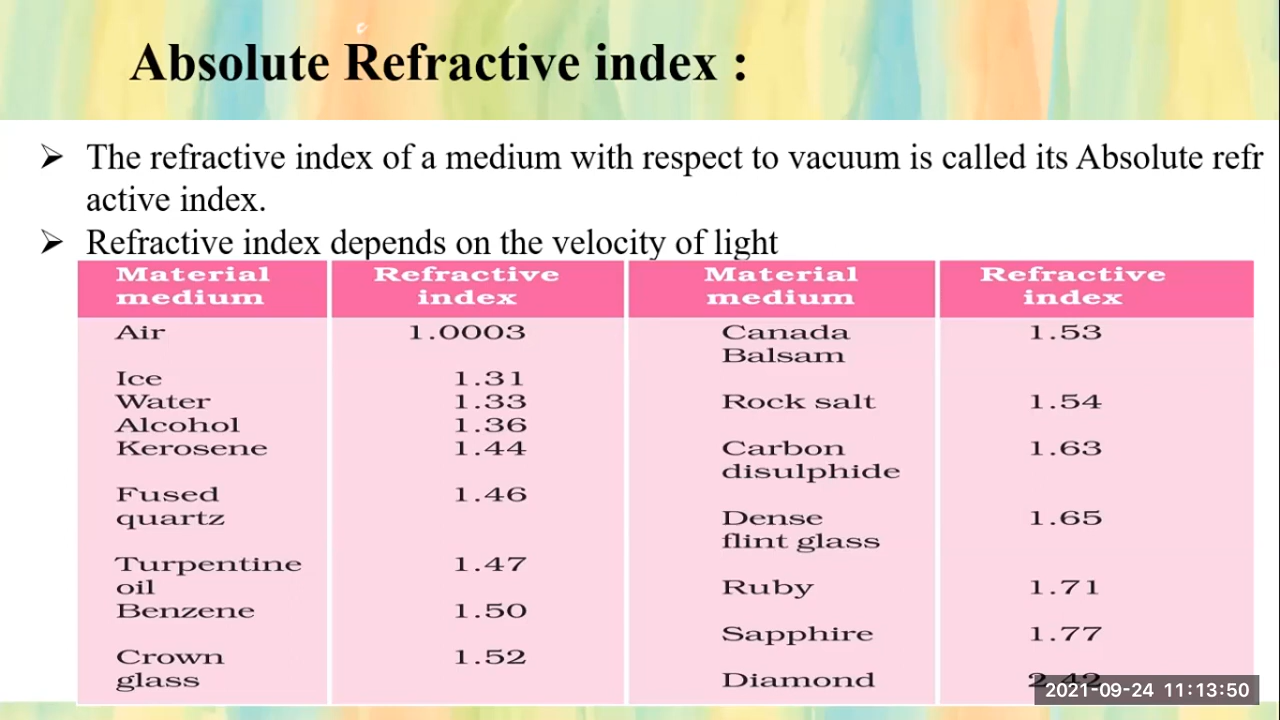 Absolute Refractive index :
➢ The refractive index of a medium with respect to vacuum is called its Absolute refr
active index.
➢ Refractive index depends on the velocity of light
Material medium Refractive index Material medium Refractive index
Air 1.0003 Canada
Balsam 1.53
Ice 1.31
Water 1.33 Rock salt 1.54
Alcohol 1.36
Kerosene 1.44 Carbon
disulphide 1.63
Fused
quartz 1.46
Dense
flint glass 1.65
Turpentine
oil 1.47
Ruby 1.71
Benzene 1.50
Sapphire 1.77
Crown
glass 1.52
Diamond 2.42
2021-09-24 11:13:50